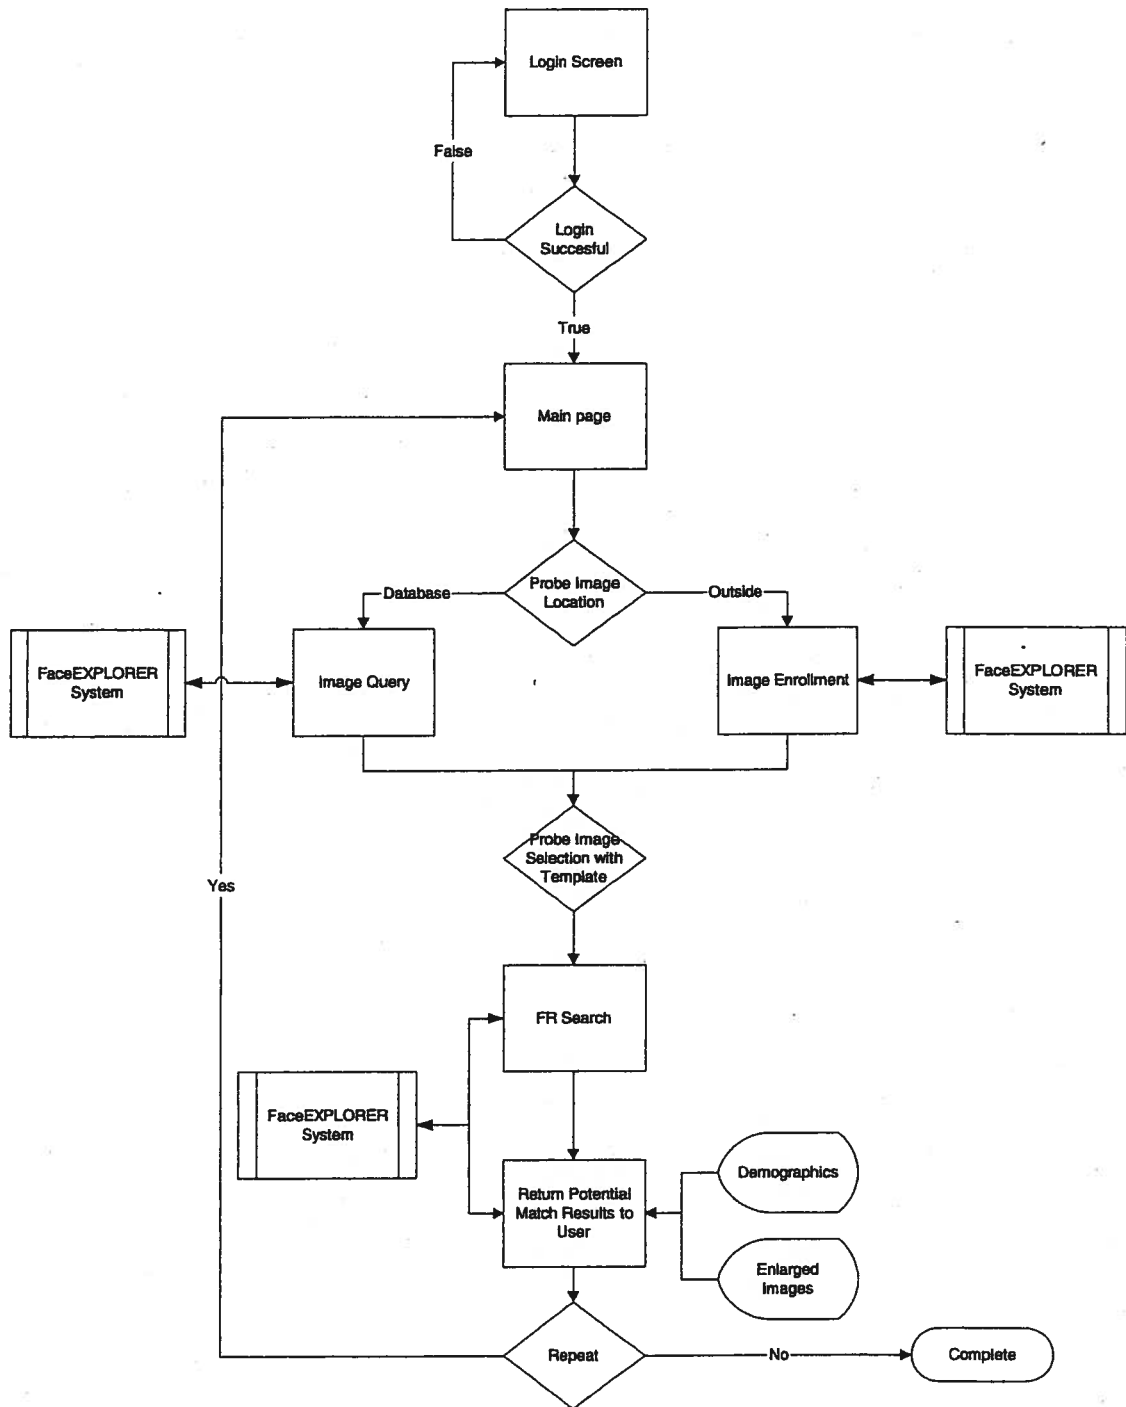 Login Screen
False
Login
Succesful
True
Main page
Probe Image
Location
Database
Outside
FaceEXPLORER
System
Image Query
Image Enrollment
FaceEXPLORER
System
Probe Image
Selection with
Template
Yes
FR Search
FaceEXPLORER
System
Return Potential
Match Results to
User
Demographics
Enlarged
Images
Repeat
No
Complete